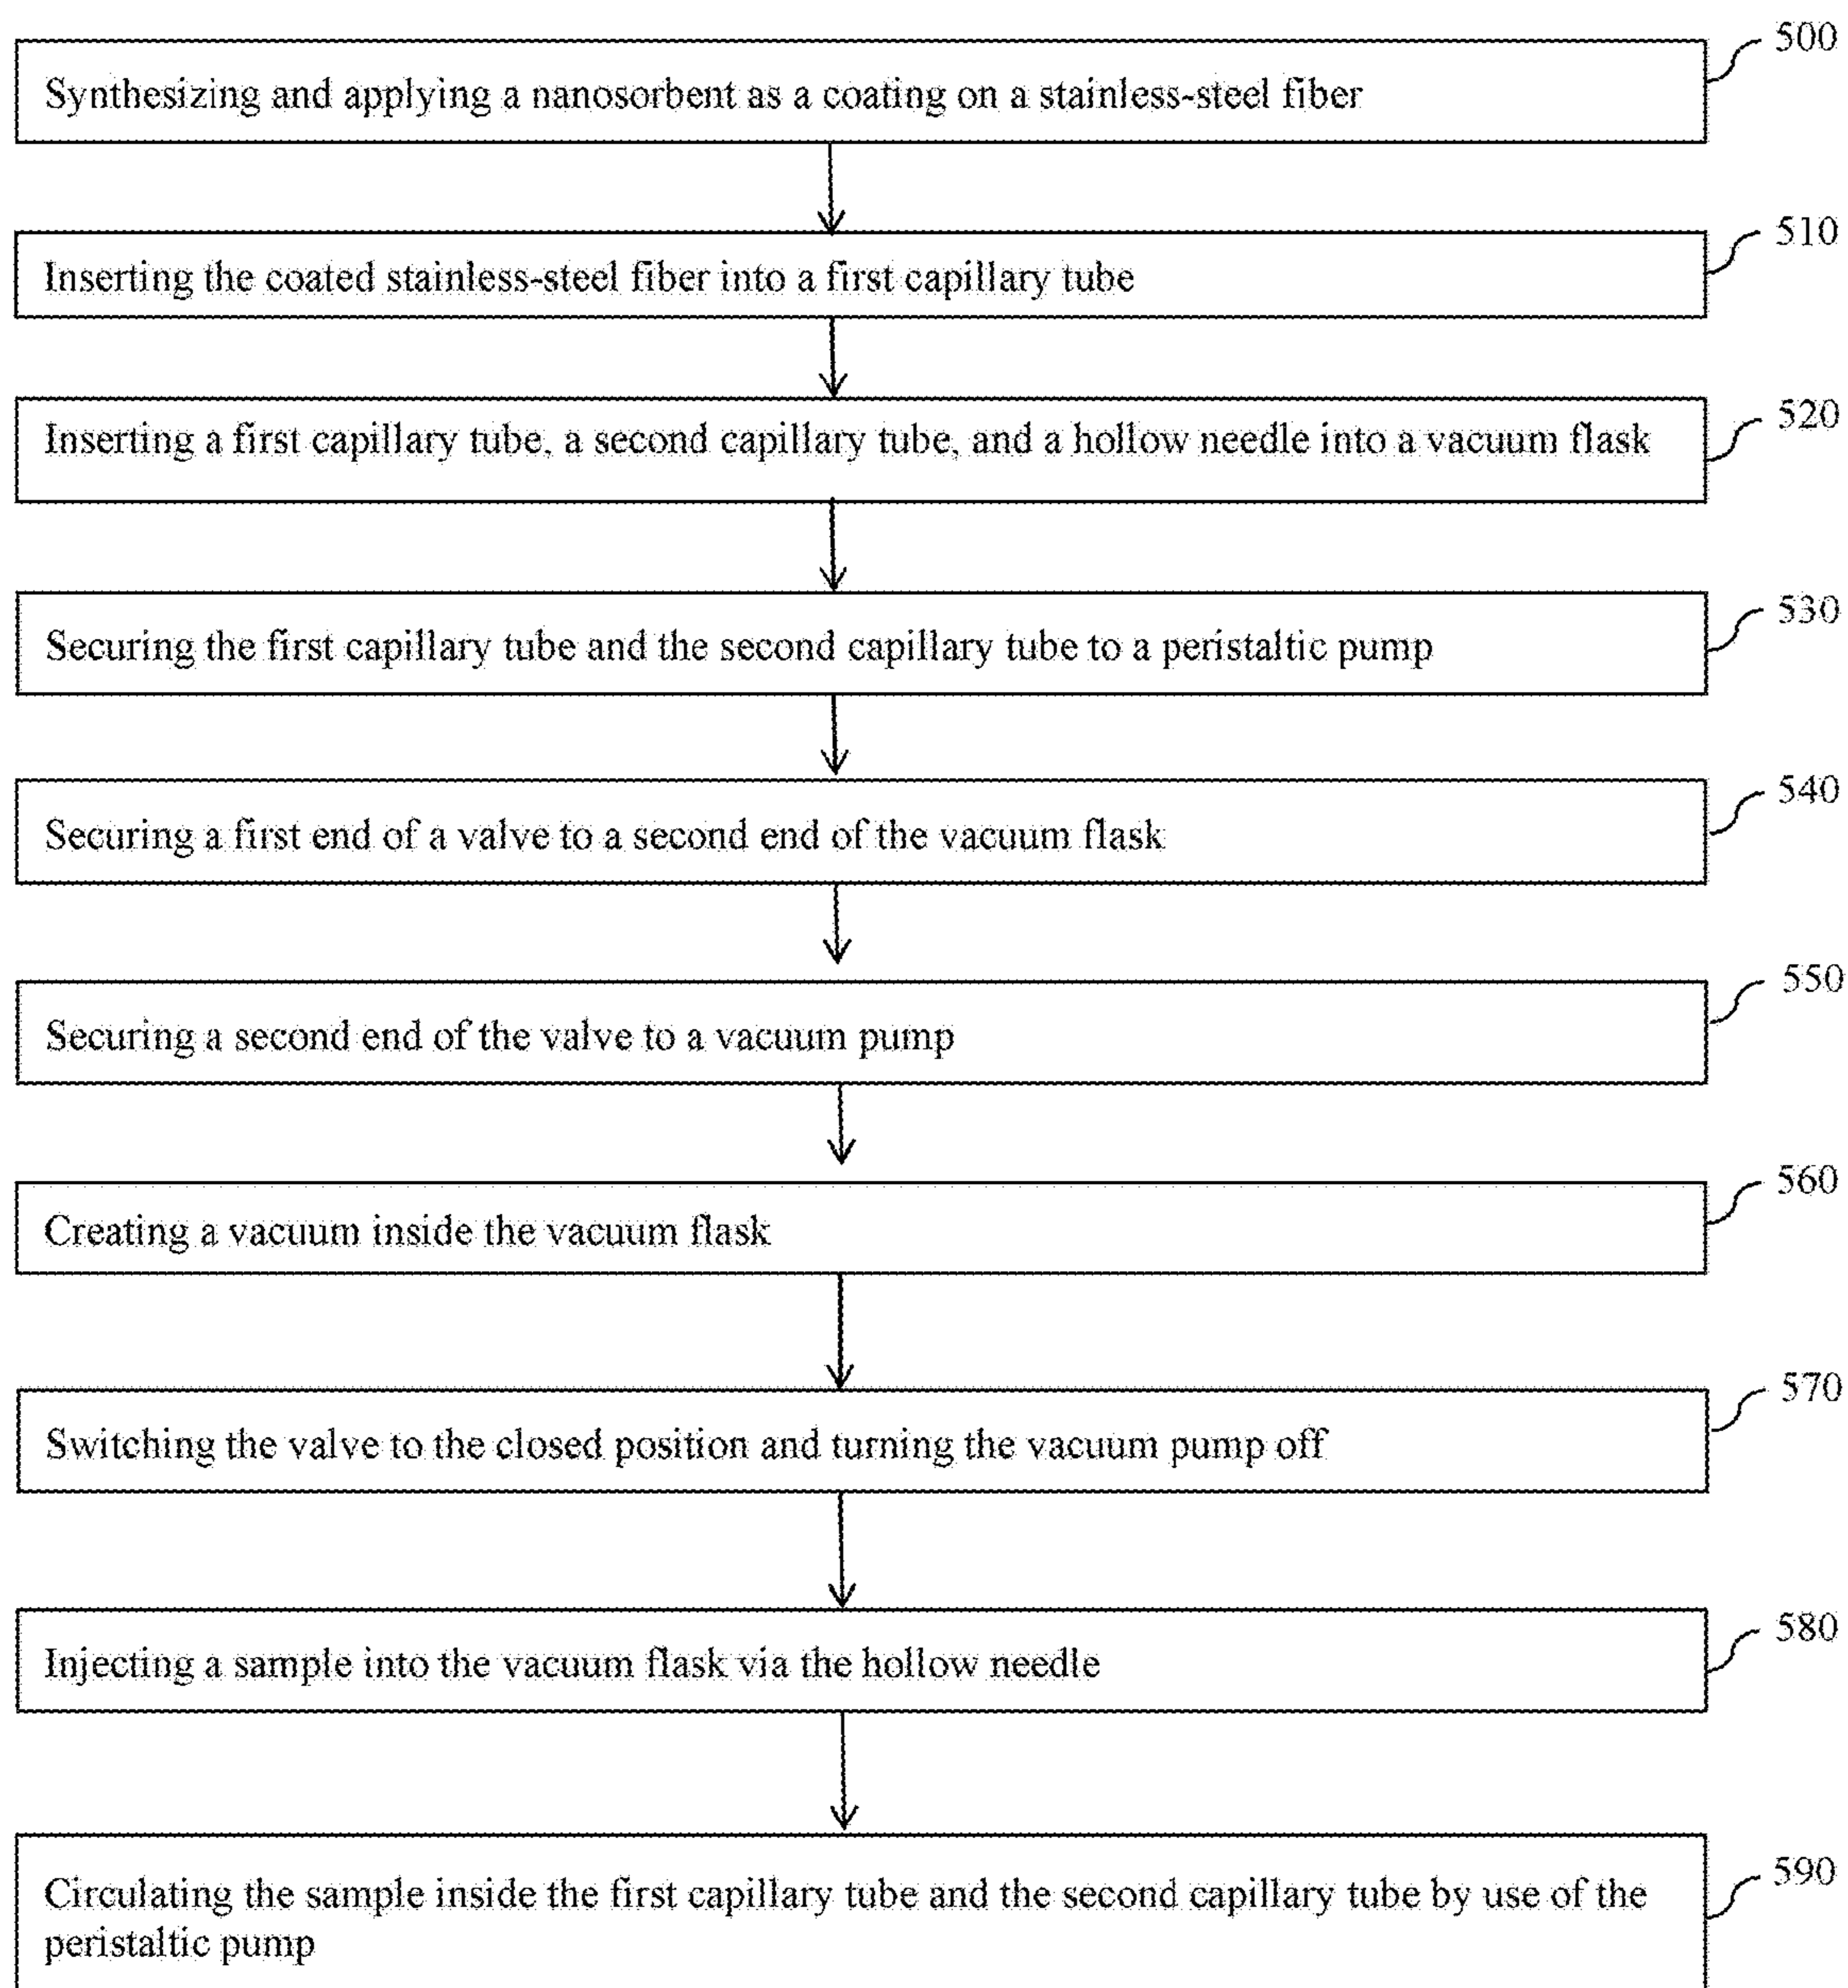 500
Synthesizing and applying a nanosorbent as a coating on a stainless-steel fiber
510
Inserting the coated stainless-steel fiber into a first capillary tube
520
Inserting a first capillary tube, a second capillary tube, and a hollow needle into a vacuum flask
530
Securing the first capillary tube and the second capillary tube to a peristaltic pump
540
Securing a first end of a valve to a second end of the vacuum flask
550
Securing a second end of the valve to a vacuum pump
560
Creating a vacuum inside the vacuum flask
570
Switching the valve to the closed position and turning the vacuum pump off
580
Injecting a sample into the vacuum flask via the hollow needle
590
Circulating the sample inside the first capillary tube and the second capillary tube by use of the
peristaltic pump